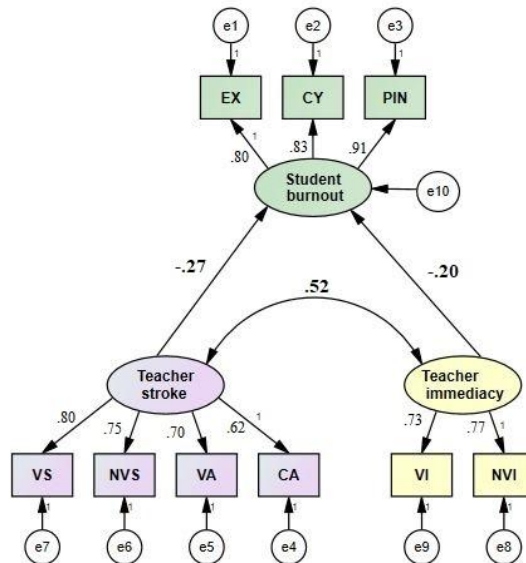 e1 e2 e3
1 1 1
EX CY PIN
1
.80 .83 .91
Student
burnout
e10
-.27 -.20
.52
Teacher
stroke
Teacher
immediacy
.80 .75 .70 .62 1 .73 .77 1
VS NVS VA CA VI NVI
1 1 1 1 1 1
e7 e6 e5 e4 e9 e8